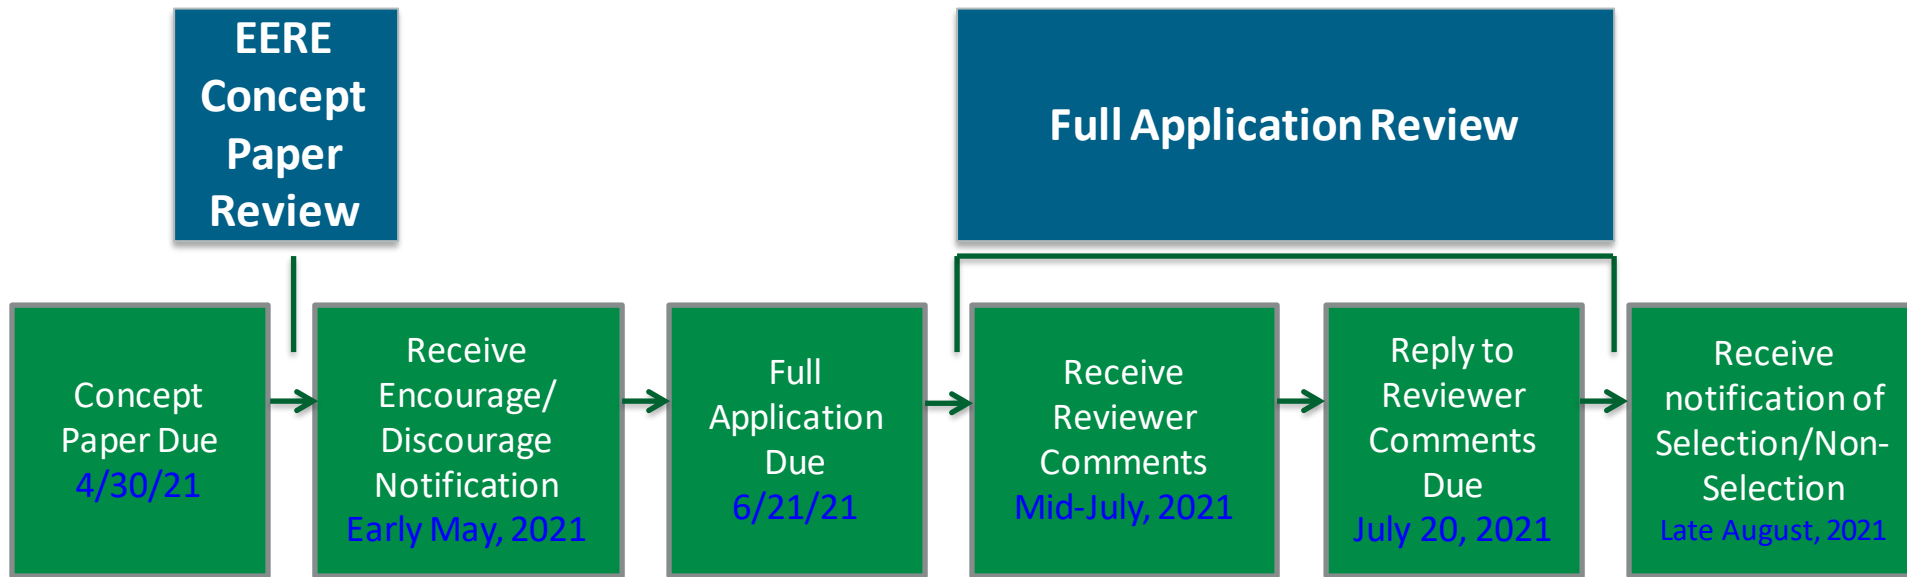 EERE
Concept
Paper
Review
Full Application Review
Concept
Paper Due
4/30/21
Receive
Encourage/
Discourage
Notification
Early May, 2021
Full
Application
Due
6/21/21
Receive
Reviewer
Comments
Mid-July, 2021
Reply to
Reviewer
Comments
Due
July 20, 2021
Receive
notification of
Selection/Non-
Selection
Late August, 2021